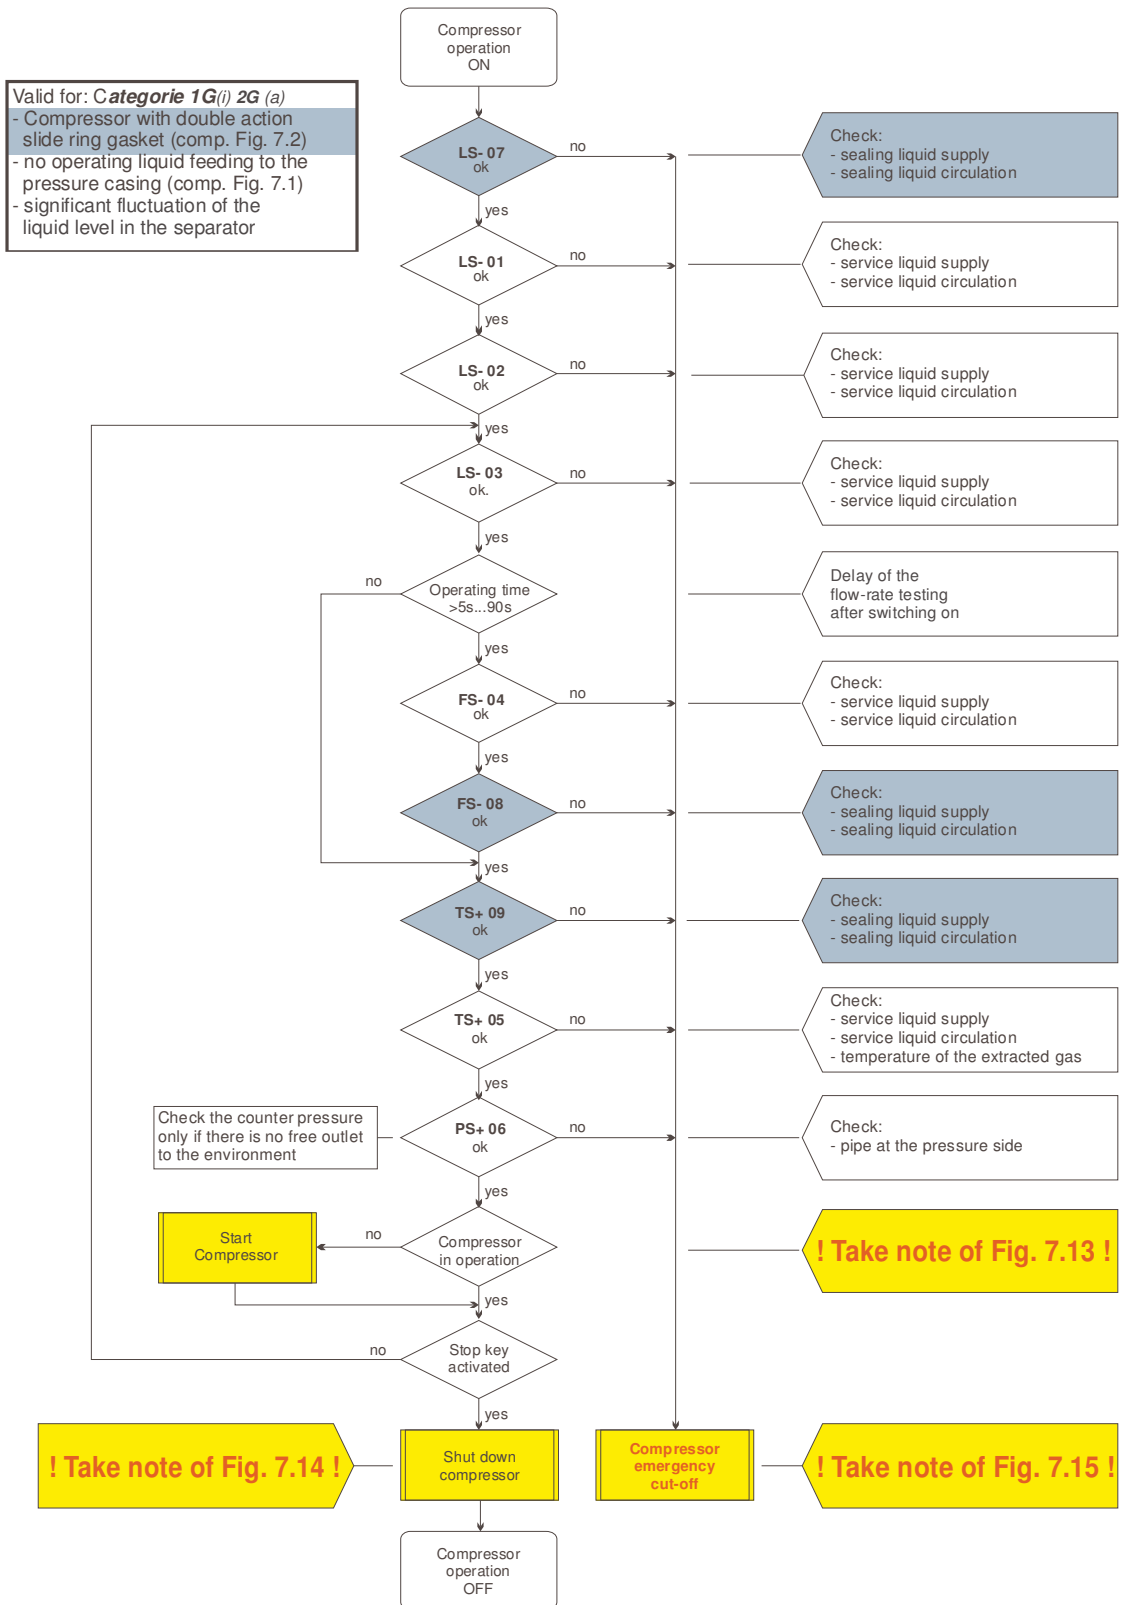 Compressor
operation
ON
Valid for: Categorie 1G(i) 2G (a)
- Compressor with double action
slide ring gasket (comp. Fig. 7.2)
- no operating liquid feeding to the
pressure casing (comp. Fig. 7.1)
- significant fluctuation of the
liquid level in the separator
LS- 07
ok
no
yes
Check:
- sealing liquid supply
- sealing liquid circulation
LS- 01
ok
no
yes
Check:
- service liquid supply
- service liquid circulation
LS- 02
ok
no
yes
Check:
- service liquid supply
- service liquid circulation
LS- 03
ok.
no
yes
Check:
- service liquid supply
- service liquid circulation
no
Operating time
>5s...90s
yes
Delay of the
flow-rate testing
after switching on
FS- 04
ok
no
yes
Check:
- service liquid supply
- service liquid circulation
FS- 08
ok
no
yes
Check:
- sealing liquid supply
- sealing liquid circulation
TS+ 09
ok
no
yes
Check:
- sealing liquid supply
- sealing liquid circulation
TS+ 05
ok
no
yes
Check:
- service liquid supply
- service liquid circulation
- temperature of the extracted gas
Check the counter pressure
only if there is no free outlet
to the environment
PS+ 06
ok
no
yes
Check:
- pipe at the pressure side
Start
Compressor
no
Compressor
in operation
yes
! Take note of Fig. 7.13 !
no
Stop key
activated
yes
! Take note of Fig. 7.14 !
Shut down
compressor
Compressor
emergency
cut-off
! Take note of Fig. 7.15 !
Compressor
operation
OFF